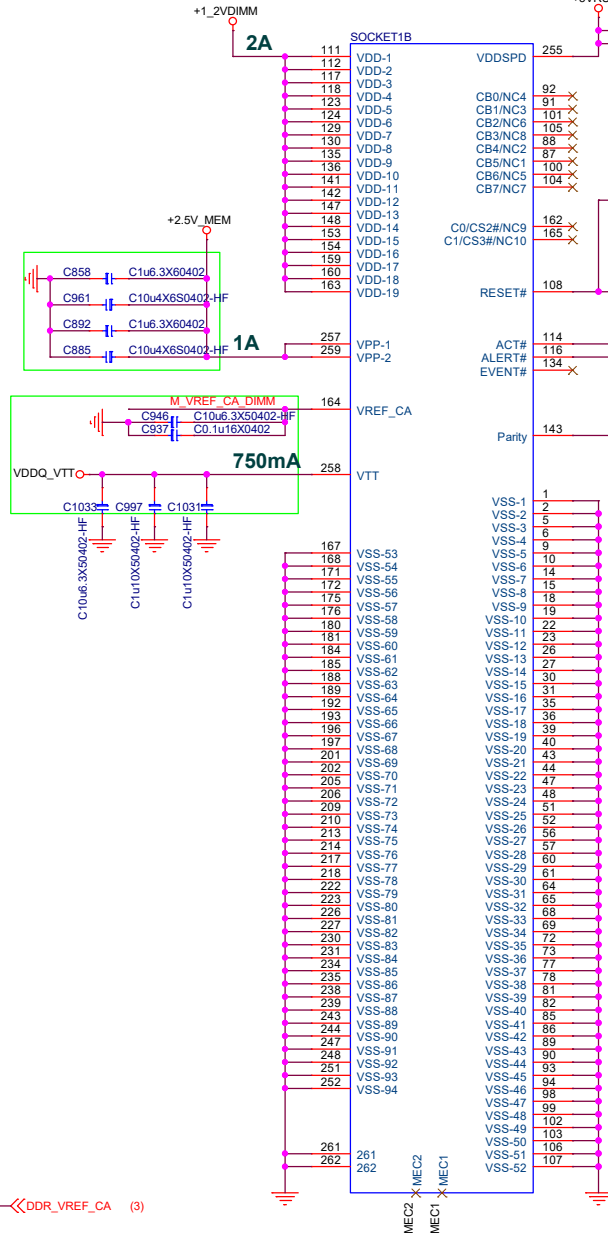 +1_2VDIMM
2A
SOCKET1B
111 VDD-1
112 VDD-2
117 VDD-3
118 VDD-4
123 VDD-5
124 VDD-6
129 VDD-7
130 VDD-8
135 VDD-9
136 VDD-10
141 VDD-11
142 VDD-12
147 VDD-13
148 VDD-14
153 VDD-15
154 VDD-16
159 VDD-17
160 VDD-18
163 VDD-19
+2.5V_MEM
C858 C1u6.3X60402
C961 C10u4X6S0402-HF
C892 C1u6.3X60402
C885 C10u4X6S0402-HF
1A
257 VPP-1
259 VPP-2
M_VREF_CA_DIMM
C946 C10u6.3X50402-HF
C937 C0.1u16X0402
164 VREF_CA
VDDQ_VTT
750mA
258 VTT
C1033
C997
C1031
C10u6.3X50402-HF
C1u10X50402-HF
C1u10X50402-HF
167 VSS-53
168 VSS-54
171 VSS-55
172 VSS-56
175 VSS-57
176 VSS-58
180 VSS-59
181 VSS-60
184 VSS-61
185 VSS-62
188 VSS-63
189 VSS-64
192 VSS-65
193 VSS-66
196 VSS-67
197 VSS-68
201 VSS-69
202 VSS-70
205 VSS-71
206 VSS-72
209 VSS-73
210 VSS-74
213 VSS-75
214 VSS-76
217 VSS-77
218 VSS-78
222 VSS-79
223 VSS-80
226 VSS-81
227 VSS-82
230 VSS-83
231 VSS-84
234 VSS-85
235 VSS-86
238 VSS-87
239 VSS-88
243 VSS-89
244 VSS-90
247 VSS-91
248 VSS-92
251 VSS-93
252 VSS-94
261 261
262 262
VDDSPD 255
CB0/NC4 92
CB1/NC3 91
CB2/NC6 101
CB3/NC8 105
CB4/NC2 88
CB5/NC1 87
CB6/NC5 100
CB7/NC7 104
C0/CS2#/NC9 162
C1/CS3#/NC10 165
RESET# 108
ACT# 114
ALERT# 116
EVENT# 134
Parity 143
VSS-1 1
VSS-2 2
VSS-3 5
VSS-4 6
VSS-5 9
VSS-6 10
VSS-7 14
VSS-8 15
VSS-9 18
VSS-10 19
VSS-11 22
VSS-12 23
VSS-13 26
VSS-14 27
VSS-15 30
VSS-16 31
VSS-17 35
VSS-18 36
VSS-19 39
VSS-20 40
VSS-21 43
VSS-22 44
VSS-23 47
VSS-24 48
VSS-25 51
VSS-26 52
VSS-27 56
VSS-28 57
VSS-29 60
VSS-30 61
VSS-31 64
VSS-32 65
VSS-33 68
VSS-34 69
VSS-35 72
VSS-36 73
VSS-37 77
VSS-38 78
VSS-39 81
VSS-40 82
VSS-41 85
VSS-42 86
VSS-43 89
VSS-44 90
VSS-45 93
VSS-46 94
VSS-47 98
VSS-48 99
VSS-49 102
VSS-50 103
VSS-51 106
VSS-52 107
MEC2
MEC1
MEC2
MEC1
DDR_VREF_CA (3)